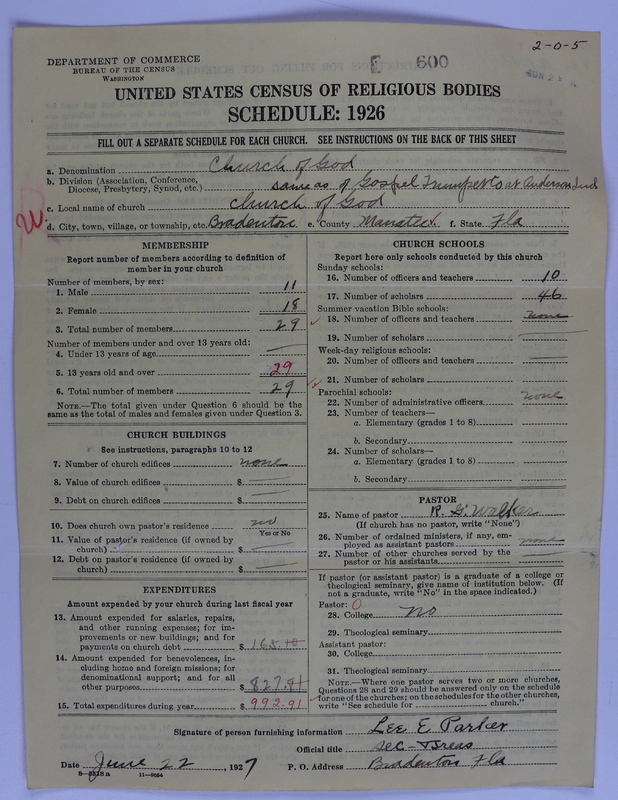 2-0-5
DEPARTMENT OF COMMERCE
BUREAU OF THE CENSUS
WASHINGTON
E 600
UNITED STATES CENSUS OF RELIGIOUS BODIES
SCHEDULE: 1926
FILL OUT A SEPARATE SCHEDULE FOR EACH CHURCH. SEE INSTRUCTIONS ON THE BACK OF THIS SHEET
a. Denomination Church of God
b. Division (Association, Conference, Diocese, Presbytery, Synod, etc.) same as of Gospel Trumpet Co at Anderson Ind
c. Local name of church Church of God
d. City, town, village, or township, etc. Bradenton e. County Manatee f. State Fla
MEMBERSHIP
Report number of members according to definition of
member in your church
Number of members, by sex:
1. Male 11
2. Female 18
3. Total number of members 29
Number of members under and over 13 years old:
4. Under 13 years of age
5. 13 years old and over 29
6. Total number of members 29
NOTE.—The total given under Question 6 should be the
same as the total of males and females given under Question 3.
CHURCH BUILDINGS
See instructions, paragraphs 10 to 12
7. Number of church edifices none
8. Value of church edifices $
9. Debt on church edifices $
10. Does church own pastor's residence no
Yes or No
11. Value of pastor's residence (if owned by
church) $
12. Debt on pastor's residence (if owned by
church) $
EXPENDITURES
Amount expended by your church during last fiscal year
13. Amount expended for salaries, repairs,
and other running expenses; for im-
provements or new buildings; and for
payments on church debt $ 165.10
14. Amount expended for benevolences, in-
cluding home and foreign missions; for
denominational support; and for all
other purposes $ 827.81
15. Total expenditures during year $ 992.91
CHURCH SCHOOLS
Report here only schools conducted by this church
Sunday schools:
16. Number of officers and teachers 10
17. Number of scholars 46
Summer vacation Bible schools:
18. Number of officers and teachers none
19. Number of scholars
Week-day religious schools:
20. Number of officers and teachers
21. Number of scholars
Parochial schools:
22. Number of administrative officers none
23. Number of teachers—
a. Elementary (grades 1 to 8)
b. Secondary
24. Number of scholars—
a. Elementary (grades 1 to 8)
b. Secondary
PASTOR
25. Name of pastor R. G. Walker
(If church has no pastor, write "None")
26. Number of ordained ministers, if any, em-
ployed as assistant pastors none
27. Number of other churches served by the
pastor or his assistants
If pastor (or assistant pastor) is a graduate of a college or
theological seminary, give name of institution below. (If
not a graduate, write "No" in the space indicated.)
Pastor: 0
28. College no
29. Theological seminary
Assistant pastor:
30. College
31. Theological seminary
NOTE.—Where one pastor serves two or more churches,
Questions 28 and 29 should be answered only on the schedule
for one of the churches; on the schedules for the other churches,
write "See schedule for church."
Signature of person furnishing information Lee E Parker
Official title Sec-Treas
Date June 22, 1927 P. O. Address Bradenton Fla
8-5518a 11-9054